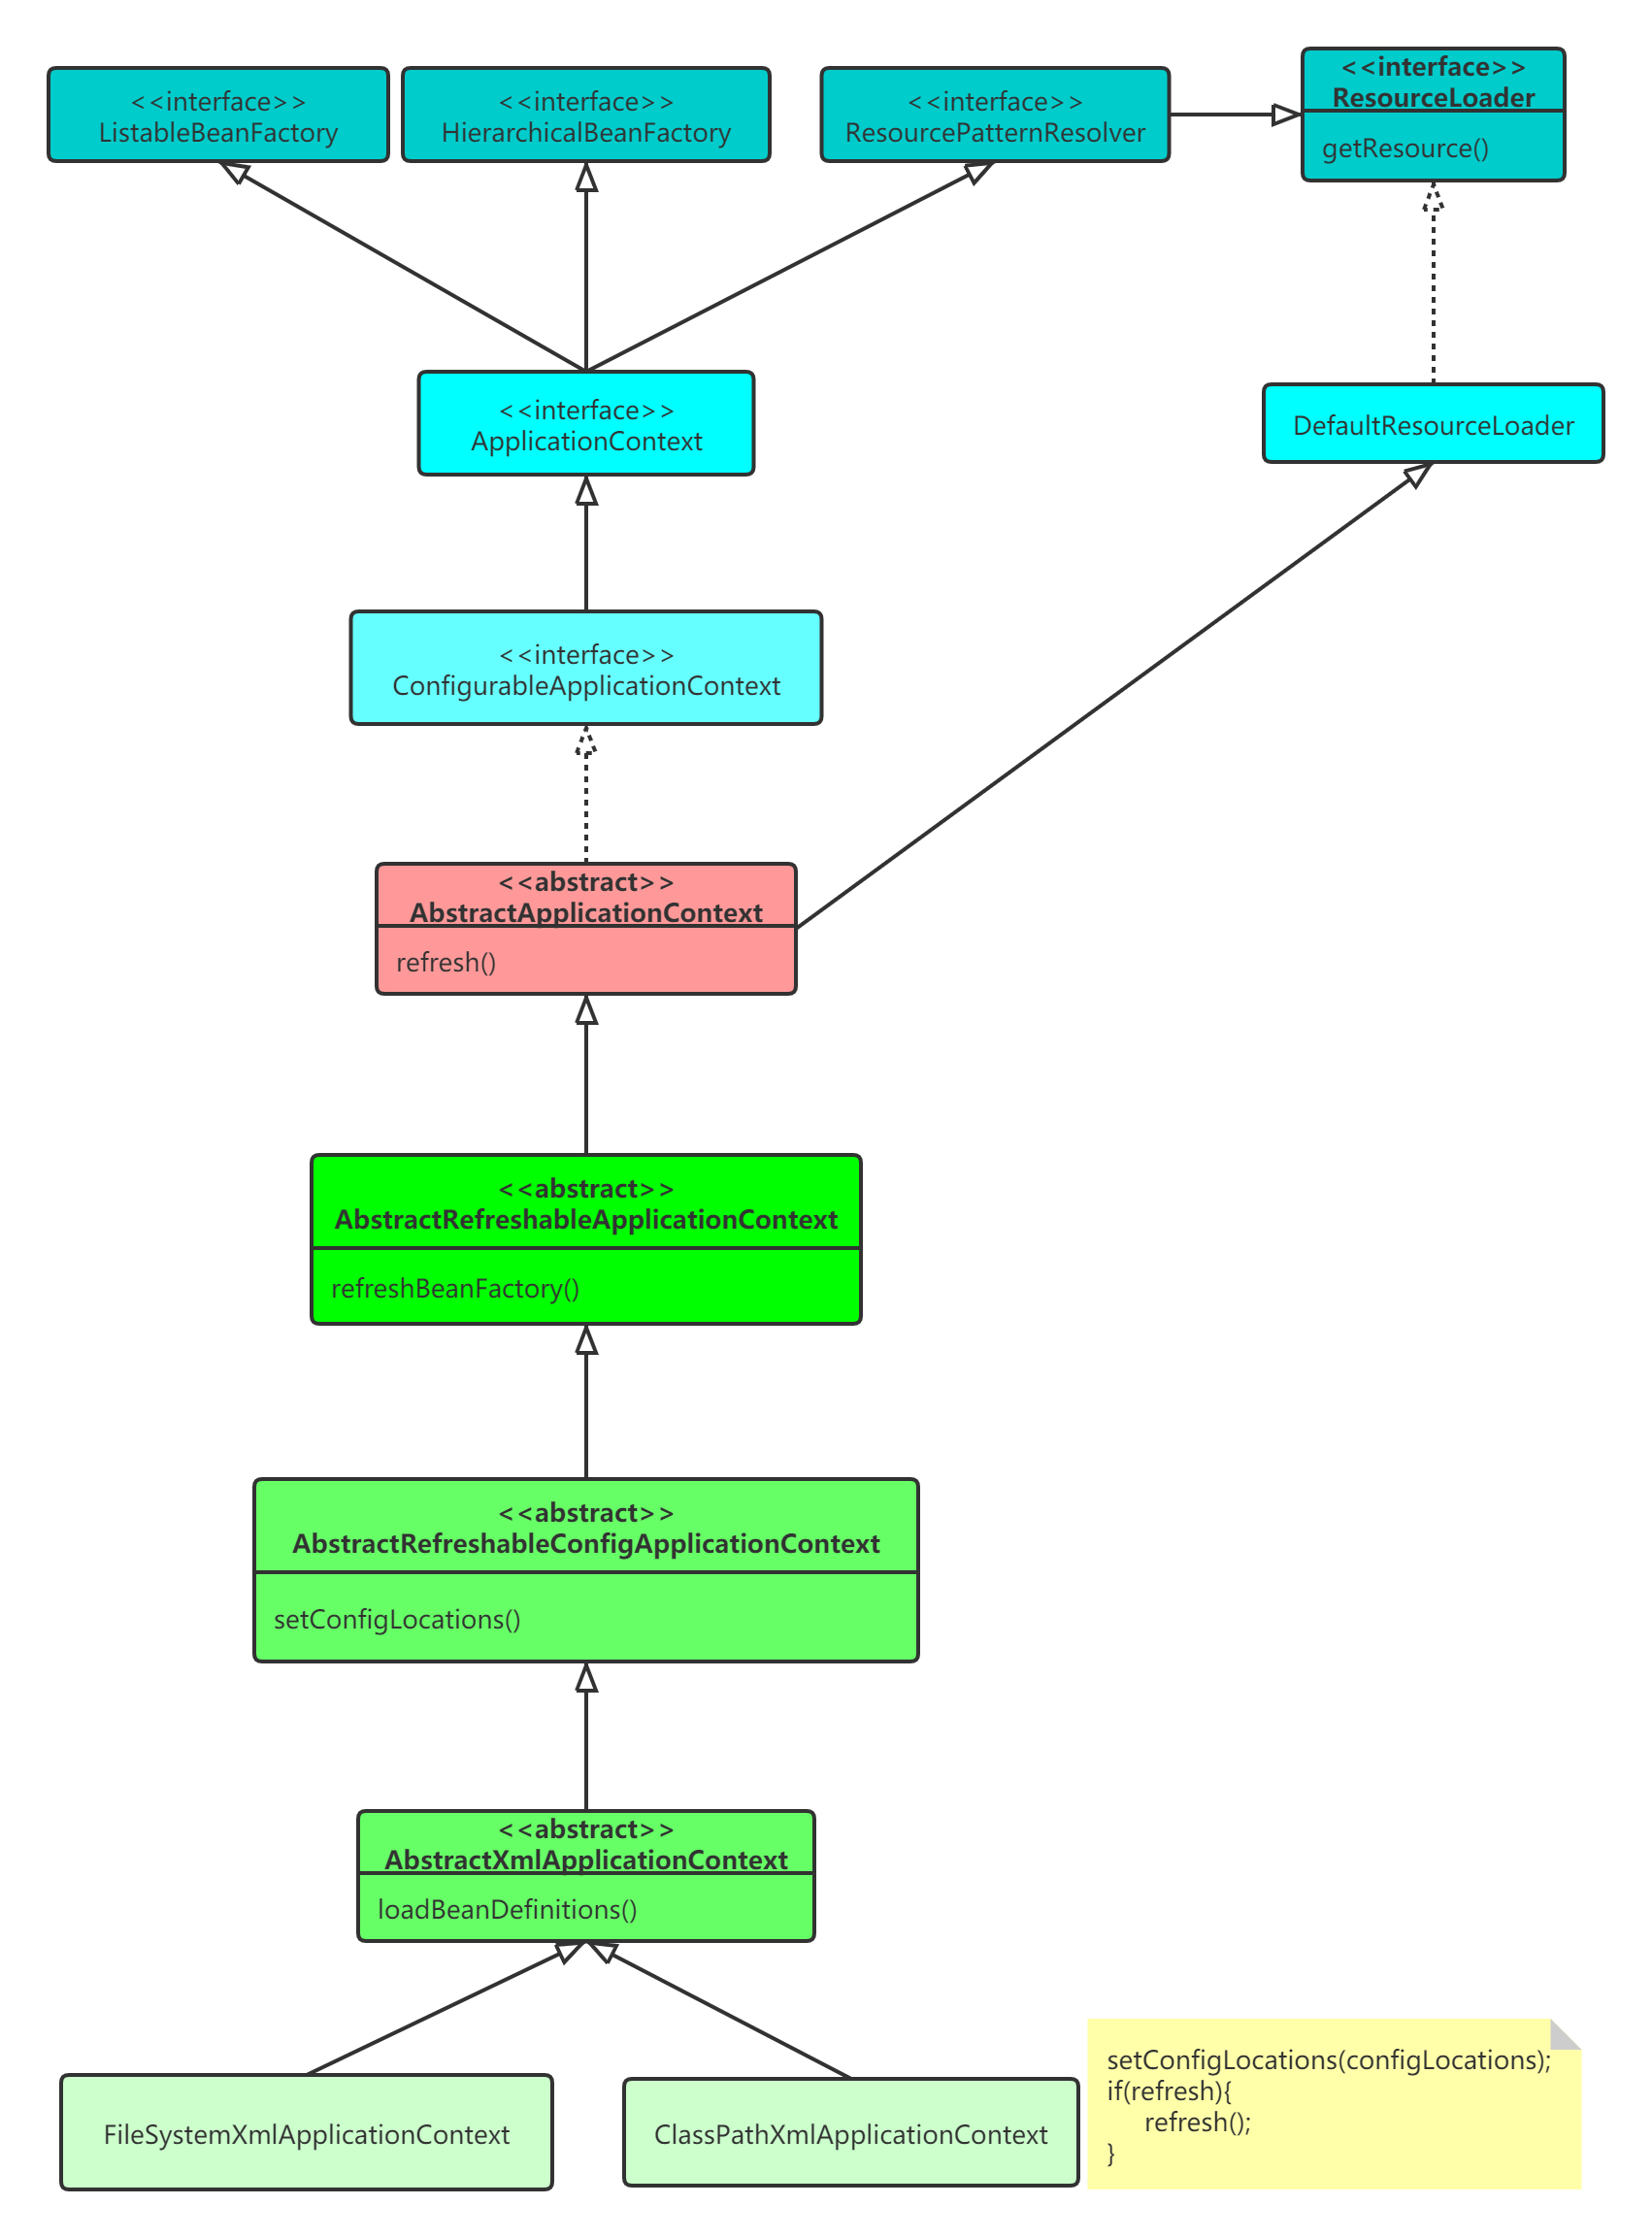 <<interface>>
ListableBeanFactory
<<interface>>
HierarchicalBeanFactory
<<interface>>
ResourcePatternResolver
<<interface>>
ResourceLoader
getResource()
<<interface>>
ApplicationContext
DefaultResourceLoader
<<interface>>
ConfigurableApplicationContext
<<abstract>>
AbstractApplicationContext
refresh()
<<abstract>>
AbstractRefreshableApplicationContext
refreshBeanFactory()
<<abstract>>
AbstractRefreshableConfigApplicationContext
setConfigLocations()
<<abstract>>
AbstractXmlApplicationContext
loadBeanDefinitions()
FileSystemXmlApplicationContext
ClassPathXmlApplicationContext
setConfigLocations(configLocations);
if(refresh){
refresh();
}